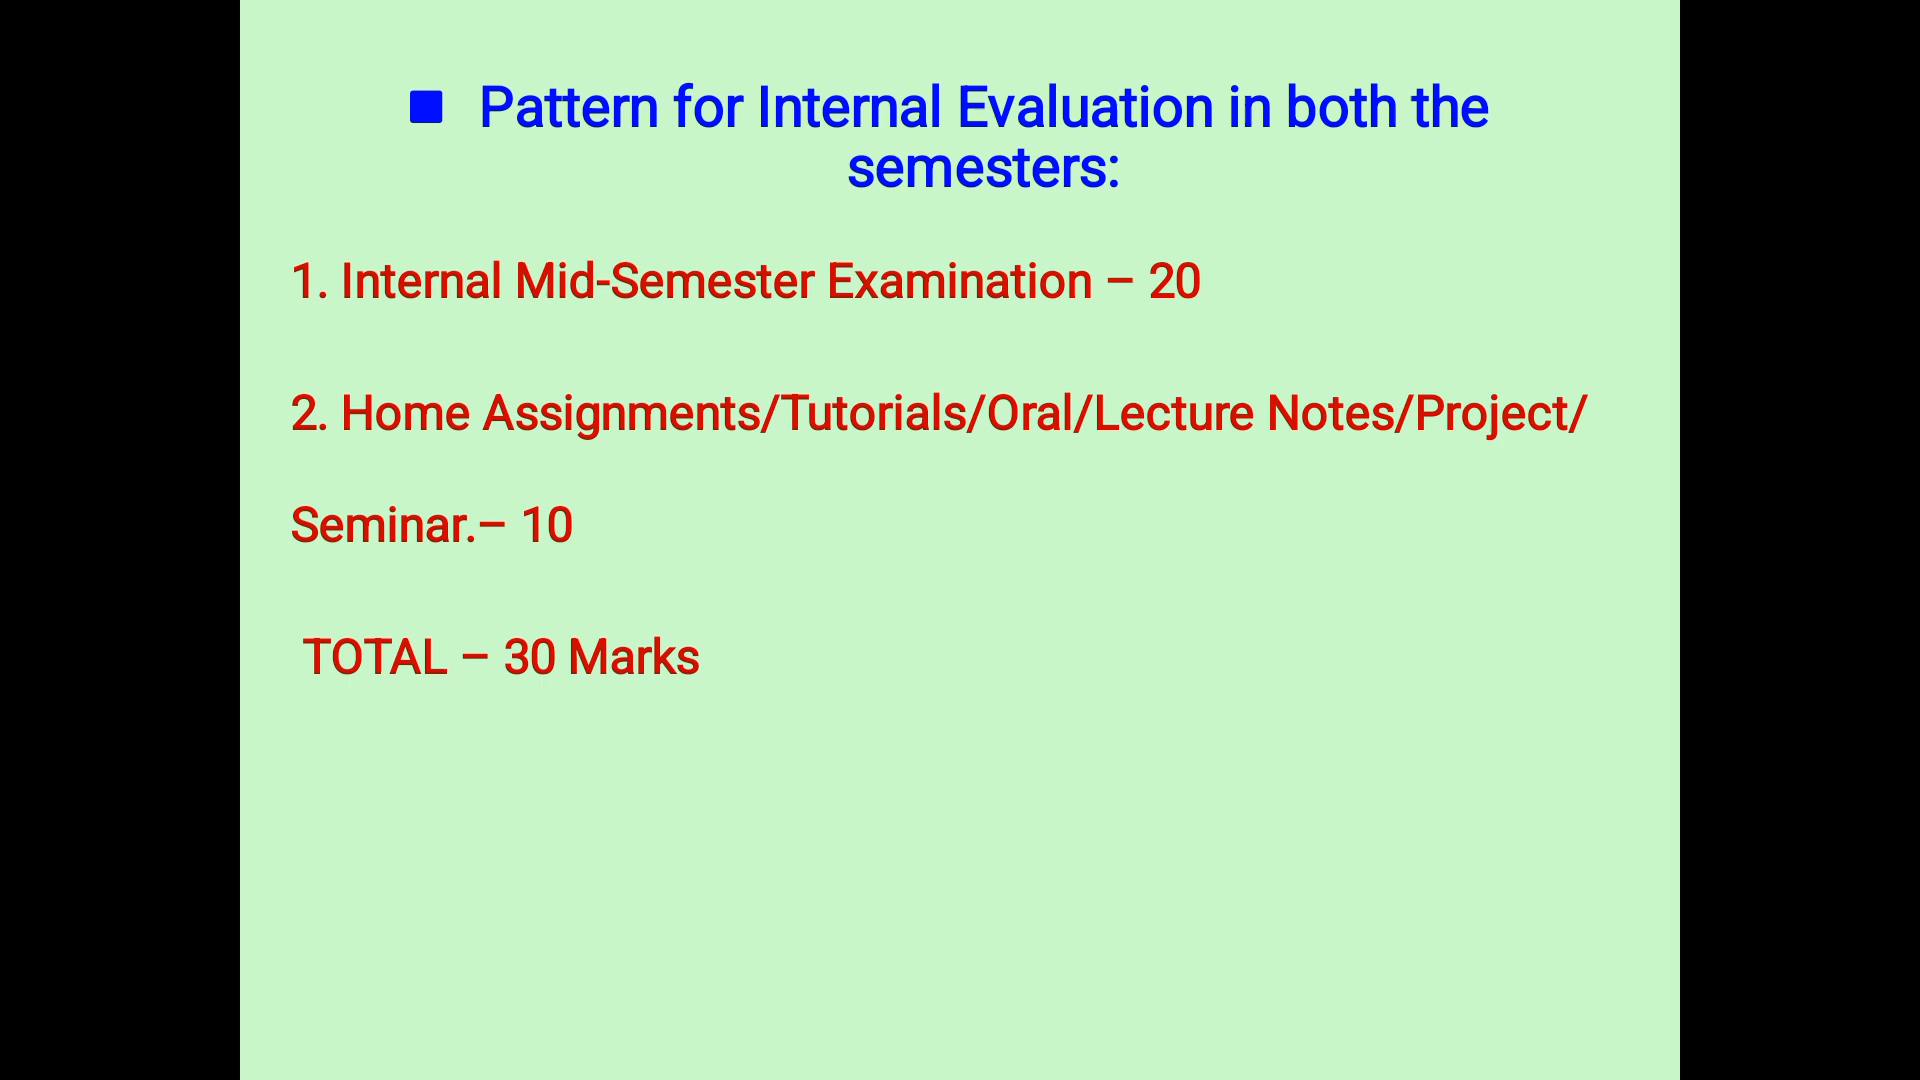 ■ Pattern for Internal Evaluation in both the
semesters:
1. Internal Mid-Semester Examination – 20
2. Home Assignments/Tutorials/Oral/Lecture Notes/Project/
Seminar.– 10
TOTAL – 30 Marks